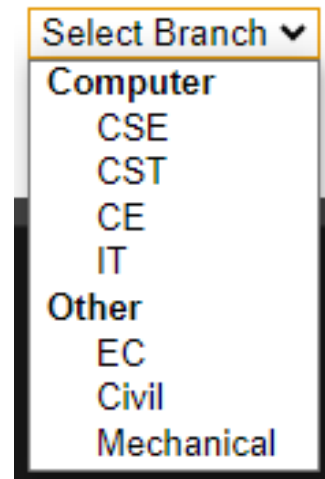 Select Branch
Computer
CSE
CST
CE
IT
Other
EC
Civil
Mechanical